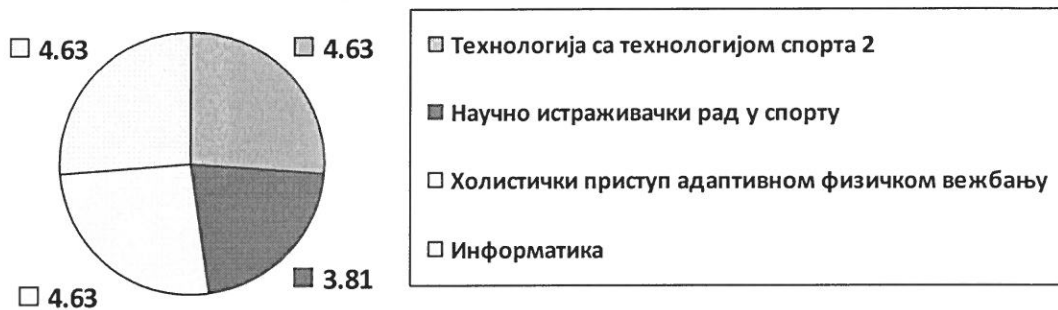 4.63
4.63
4.63
3.81
Технологија са технологијом спорта 2
Научно истраживачки рад у спорту
Холистички приступ адаптивном физичком вежбању
Информатика